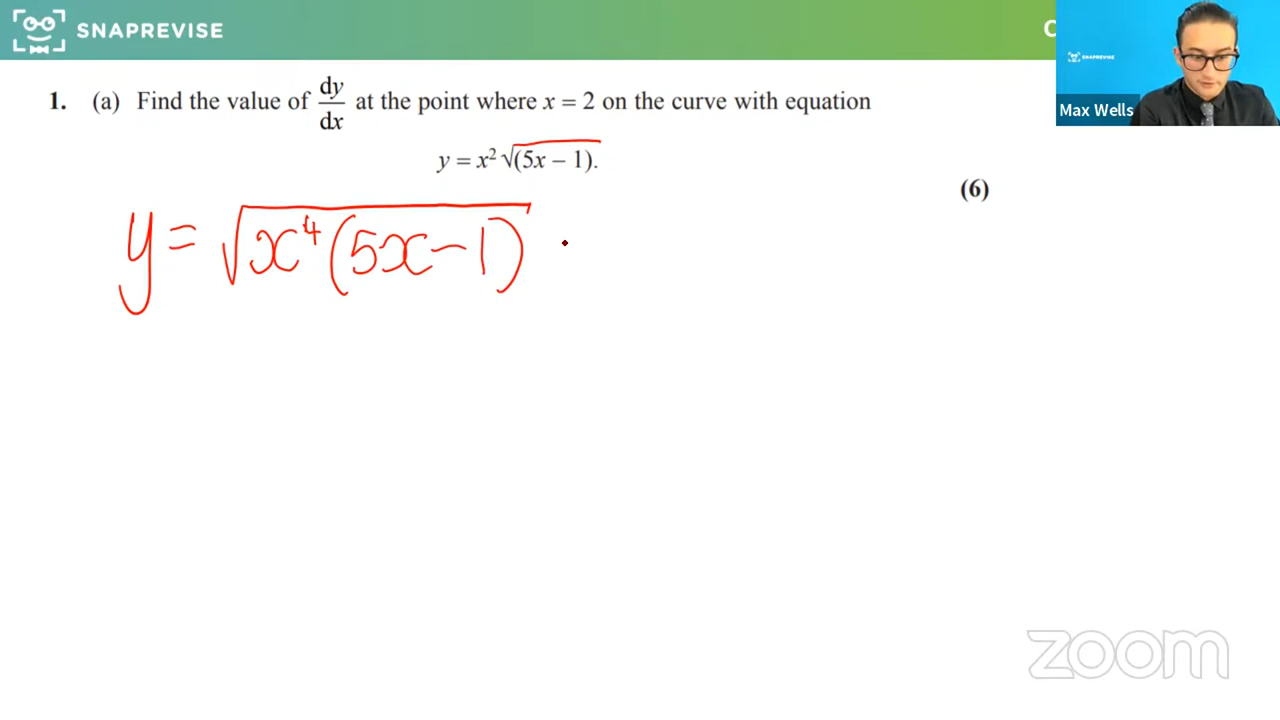 SNAPREVISE
C
SNAPREVISE
Max Wells
1. (a) Find the value of dy/dx at the point where x = 2 on the curve with equation
y = x² √(5x − 1).
(6)
y = √x⁴(5x−1)
zoom